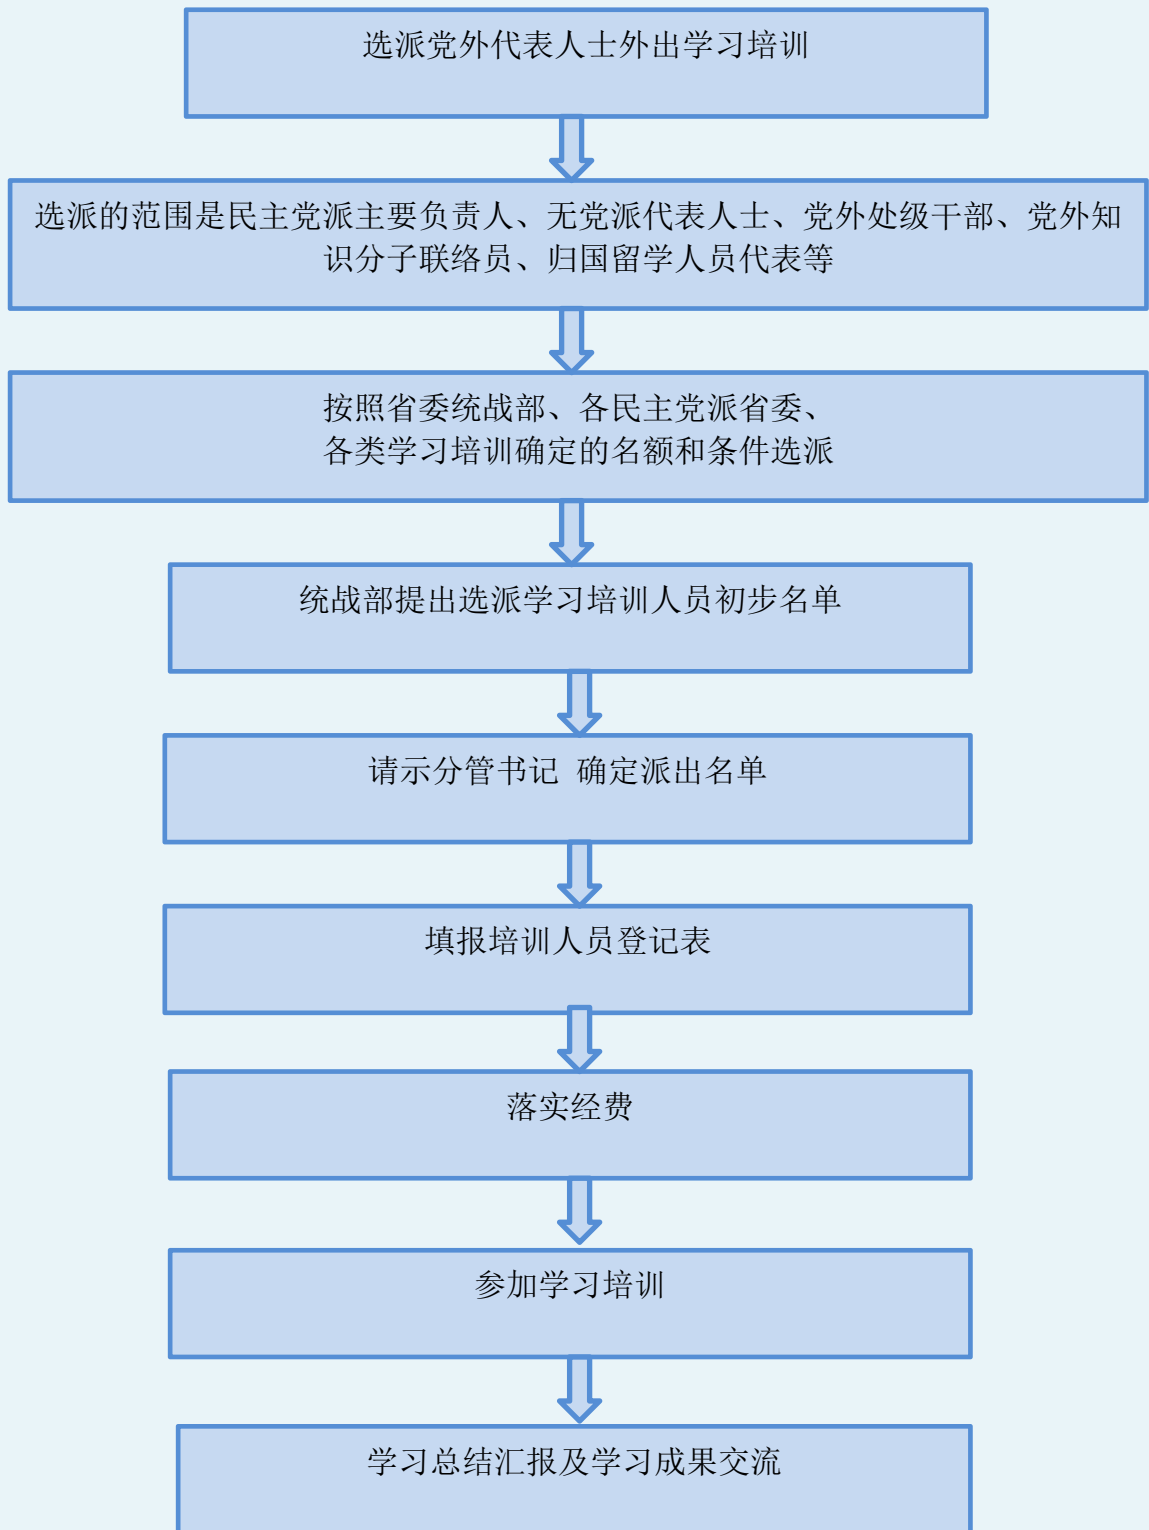 选派党外代表人士外出学习培训
选派的范围是民主党派主要负责人、无党派代表人士、党外处级干部、党外知
识分子联络员、归国留学人员代表等
按照省委统战部、各民主党派省委、
各类学习培训确定的名额和条件选派
统战部提出选派学习培训人员初步名单
请示分管书记 确定派出名单
填报培训人员登记表
落实经费
参加学习培训
学习总结汇报及学习成果交流